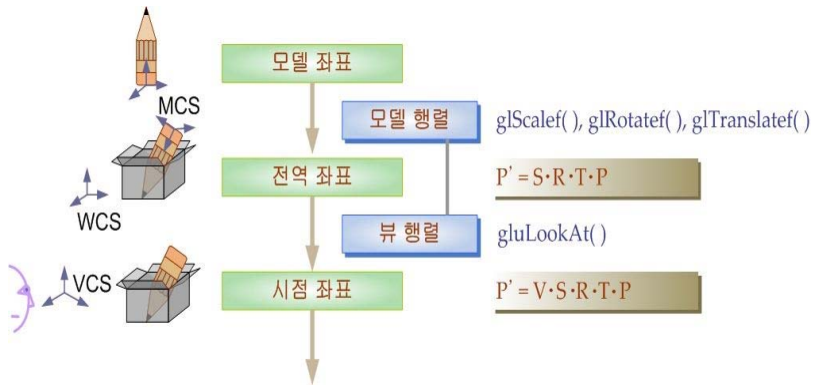 모델 좌표
MCS
모델 행렬
glScalef( ), glRotatef( ), glTranslatef( )
전역 좌표
P' = S·R·T·P
WCS
뷰 행렬
gluLookAt( )
VCS
시점 좌표
P' = V·S·R·T·P